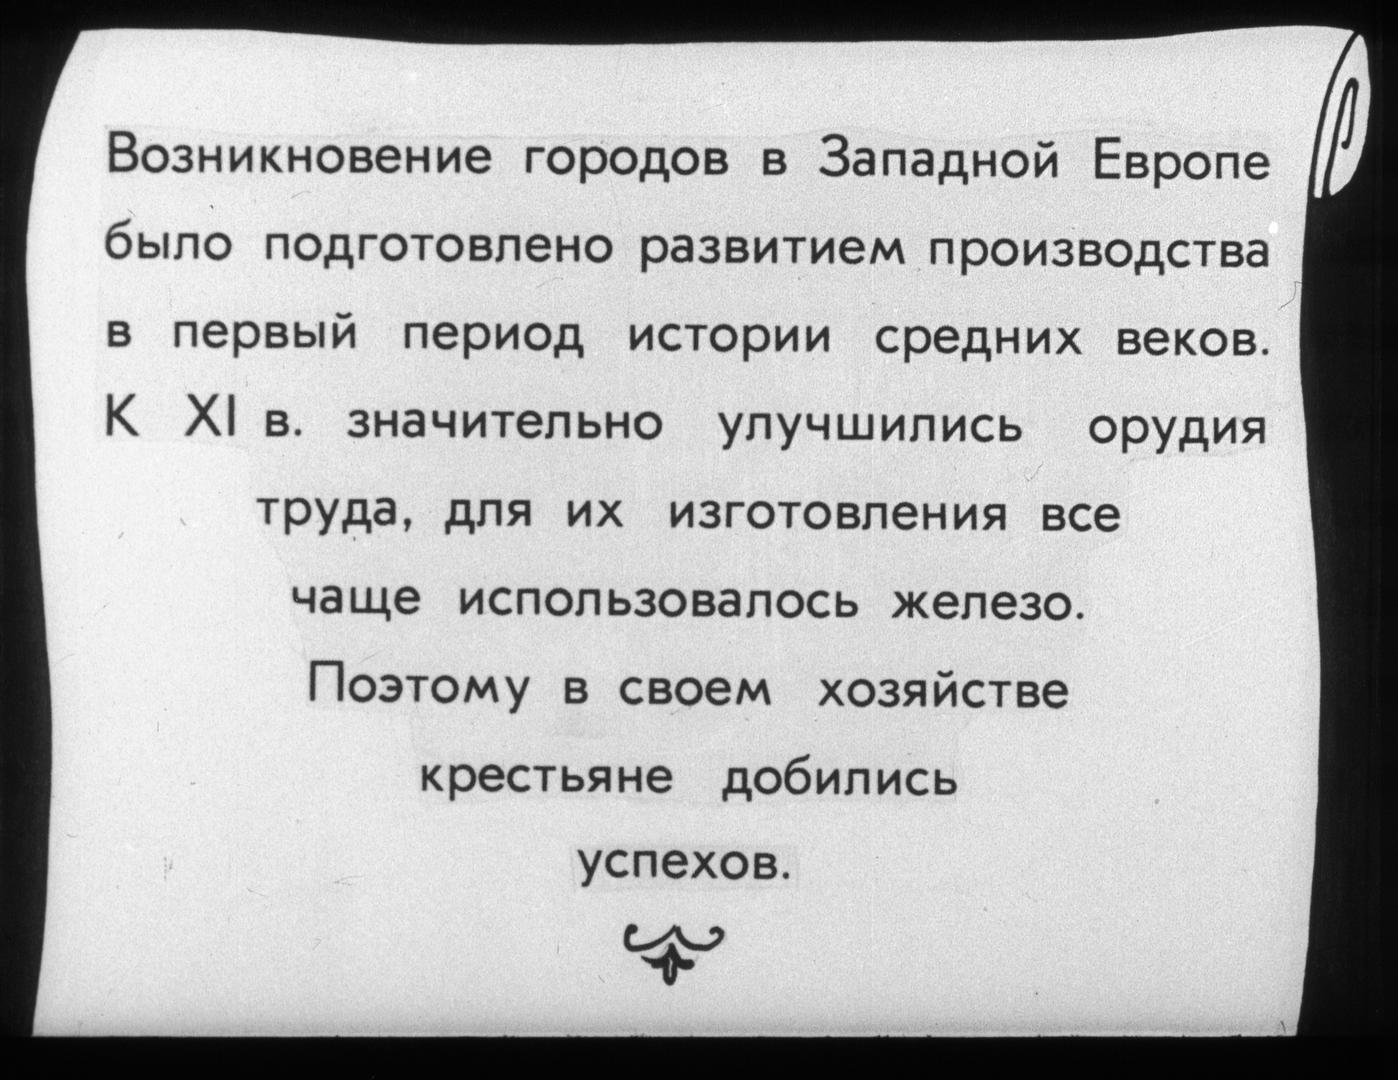 Возникновение городов в Западной Европе
было подготовлено развитием производства
в первый период истории средних веков.
К XI в. значительно улучшились орудия
труда, для их изготовления все
чаще использовалось железо.
Поэтому в своем хозяйстве
крестьяне добились
успехов.